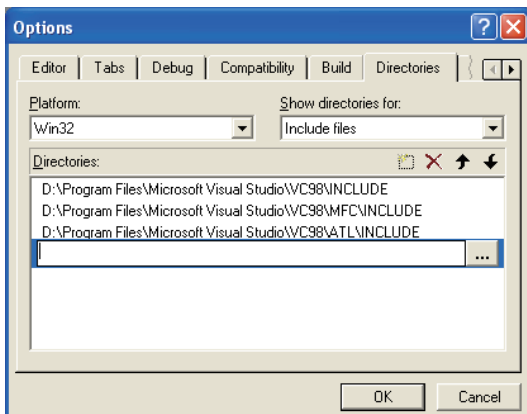 Options
Editor Tabs Debug Compatibility Build Directories
Platform: Show directories for:
Win32 Include files
Directories:
D:\Program Files\Microsoft Visual Studio\VC98\INCLUDE
D:\Program Files\Microsoft Visual Studio\VC98\MFC\INCLUDE
D:\Program Files\Microsoft Visual Studio\VC98\ATL\INCLUDE
...
OK Cancel